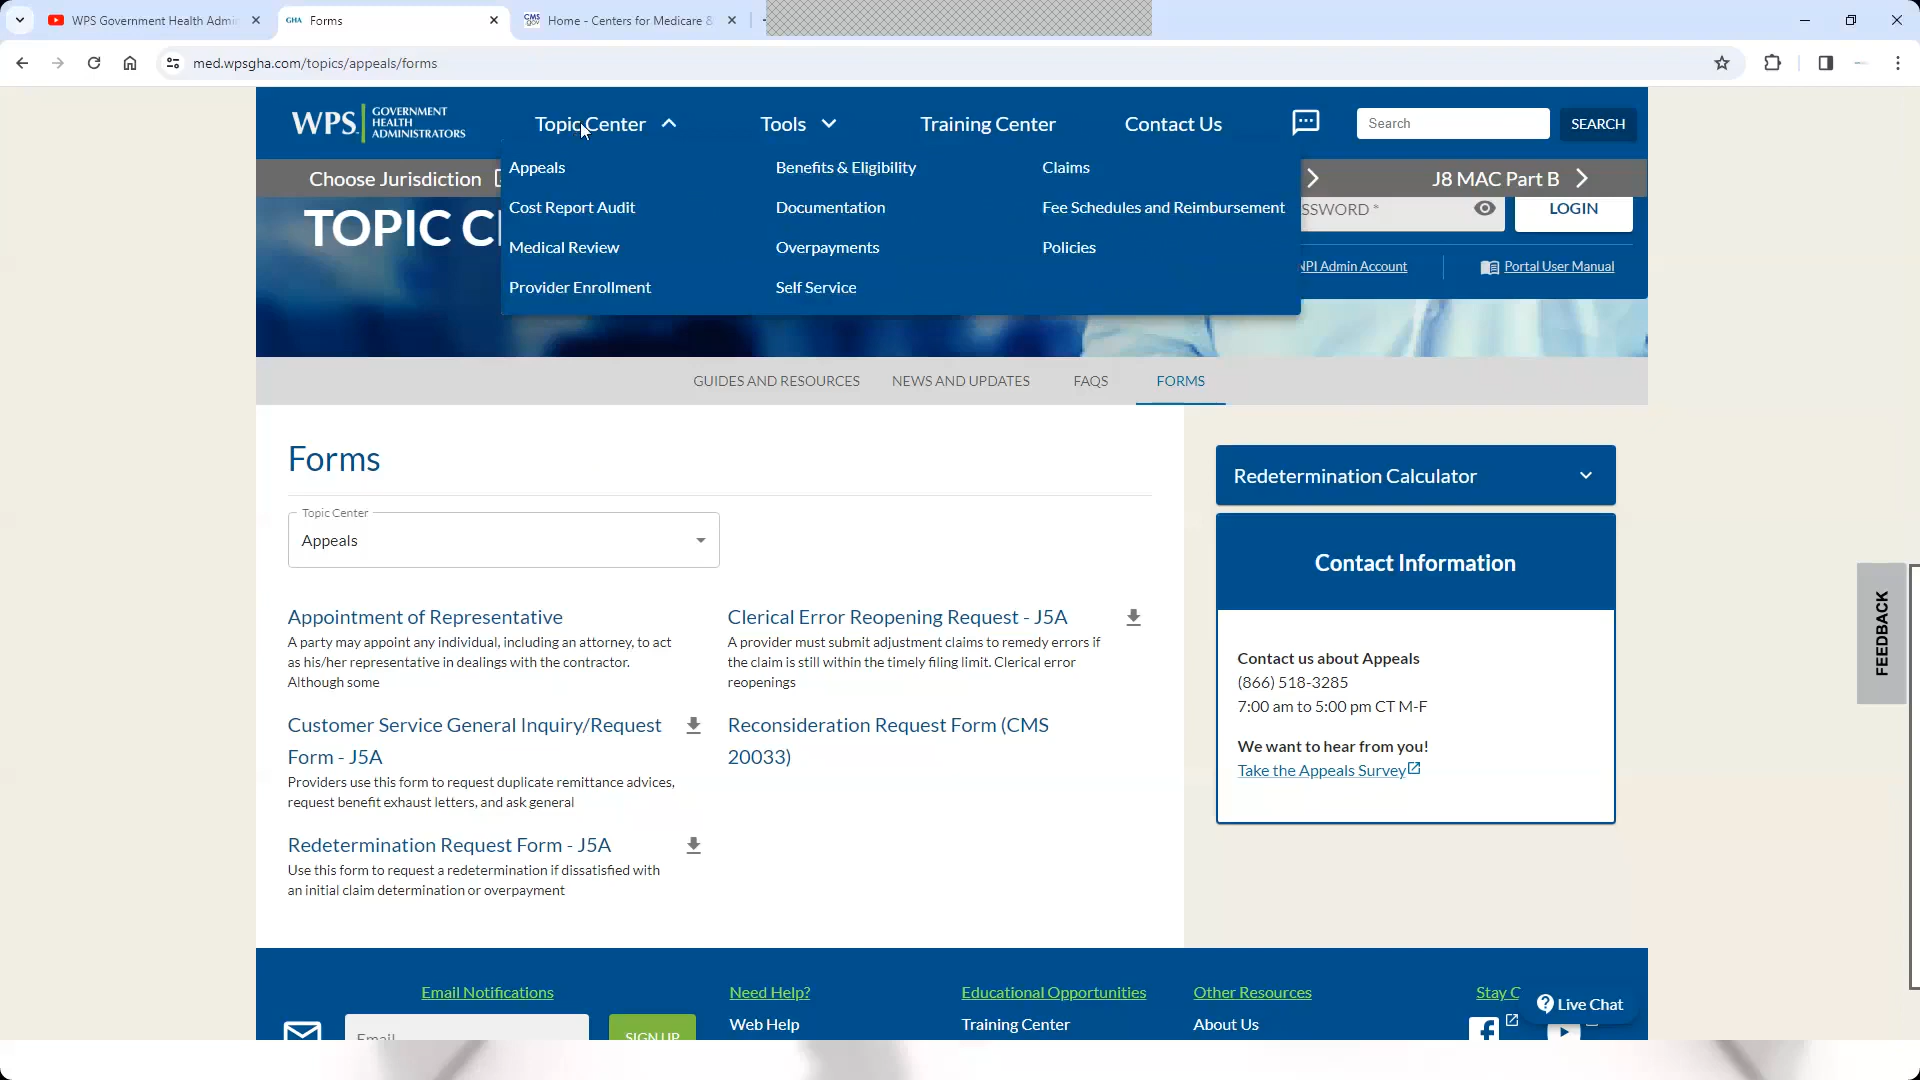 WPS Government Health Admi
Forms
Home - Centers for Medicare &
med.wpsgha.com/topics/appeals/forms
WPS. GOVERNMENT
HEALTH
ADMINISTRATORS
Topic Center
Tools
Training Center
Contact Us
Search
SEARCH
Appeals
Benefits & Eligibility
Claims
Cost Report Audit
Documentation
Fee Schedules and Reimbursement
Medical Review
Overpayments
Policies
Provider Enrollment
Self Service
Choose Jurisdiction
J8 MAC Part B
TOPIC C
SSWORD *
LOGIN
NPI Admin Account
Portal User Manual
GUIDES AND RESOURCES
NEWS AND UPDATES
FAQS
FORMS
Forms
Topic Center
Appeals
Appointment of Representative
A party may appoint any individual, including an attorney, to act
as his/her representative in dealings with the contractor.
Although some
Clerical Error Reopening Request - J5A
A provider must submit adjustment claims to remedy errors if
the claim is still within the timely filing limit. Clerical error
reopenings
Customer Service General Inquiry/Request
Form - J5A
Providers use this form to request duplicate remittance advices,
request benefit exhaust letters, and ask general
Reconsideration Request Form (CMS
20033)
Redetermination Request Form - J5A
Use this form to request a redetermination if dissatisfied with
an initial claim determination or overpayment
Redetermination Calculator
Contact Information
Contact us about Appeals
(866) 518-3285
7:00 am to 5:00 pm CT M-F
We want to hear from you!
Take the Appeals Survey
FEEDBACK
Email Notifications
Email
SIGN UP
Need Help?
Web Help
Educational Opportunities
Training Center
Other Resources
About Us
Stay C
Live Chat